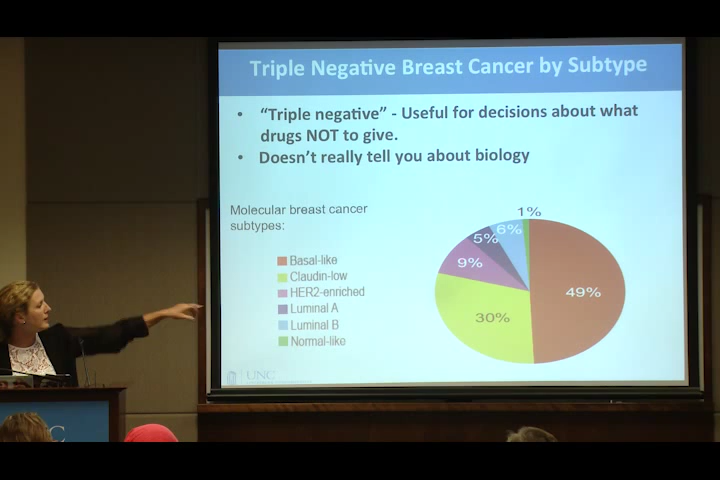 Triple Negative Breast Cancer by Subtype
• “Triple negative” - Useful for decisions about what
drugs NOT to give.
• Doesn’t really tell you about biology
Molecular breast cancer
subtypes:
Basal-like
Claudin-low
HER2-enriched
Luminal A
Luminal B
Normal-like
1%
6%
5%
9%
49%
30%
UNC